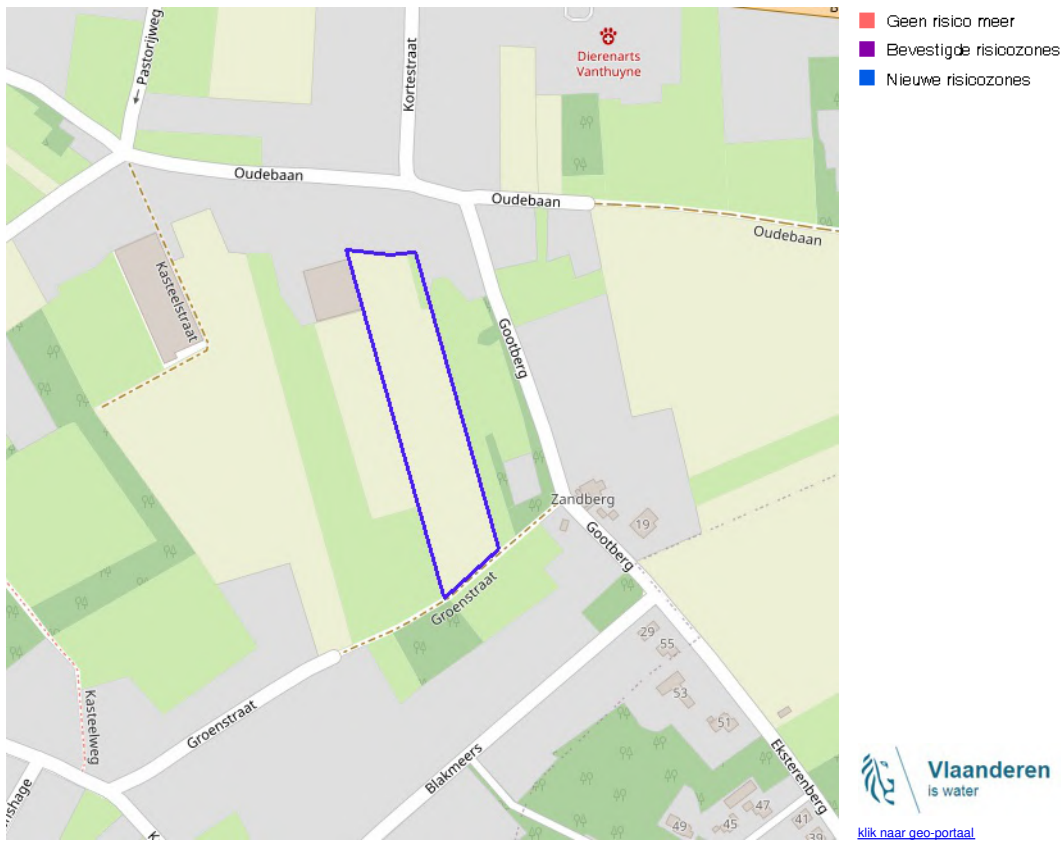 Pastorijweg
Kortestraat
Dierenarts
Vanthuyne
Oudebaan
Oudebaan
Oudebaan
Kasteelstraat
Gootberg
Zandberg
19
Gootberg
Groenstraat
29
55
53
51
Kasteelweg
Groenstraat
Blakmeers
Eksterenberg
nshage
K
49
45
47
41
39
Geen risico meer
Bevestigde risicozones
Nieuwe risicozones
Vlaanderen
is water
klik naar geo-portaal